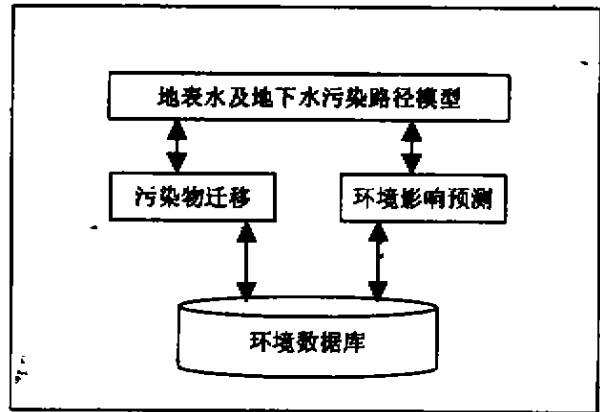 地表水及地下水污染路径模型
污染物迁移
环境影响预测
环境数据库